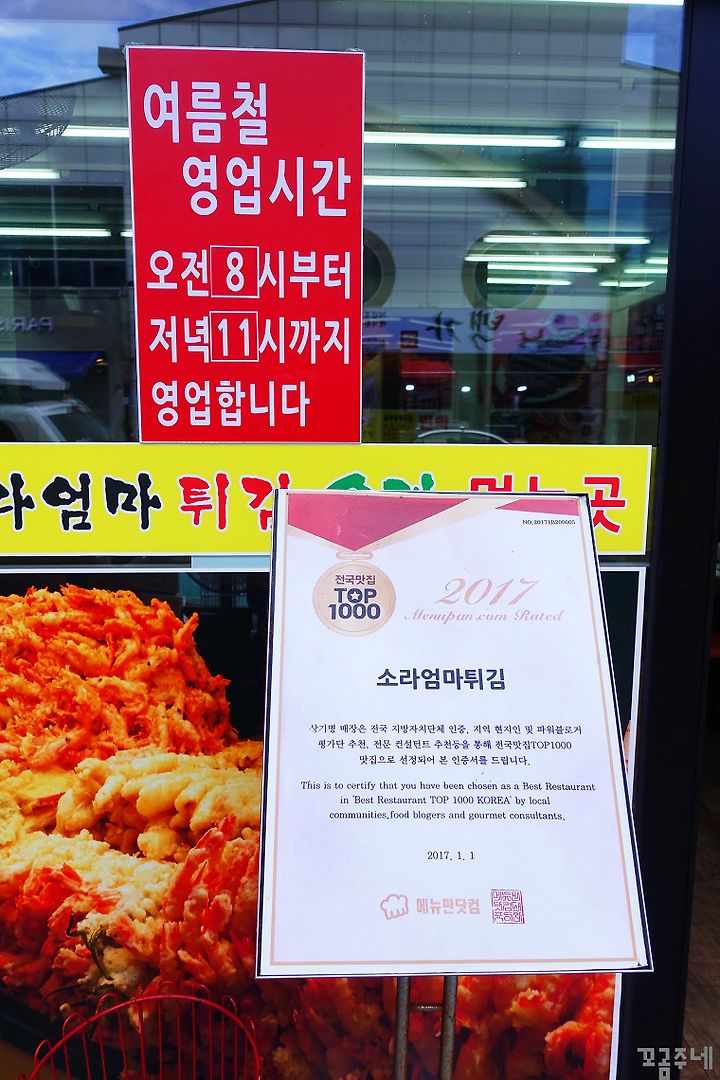 여름철
영업시간
오전 8 시부터
저녁 11 시까지
영업합니다
라엄마 튀김 곳
NO.20171B200005
전국맛집
TOP
1000
2017
Menupan.com Rated
소라엄마튀김
상기명 매장은 전국 지방자치단체 인증, 지역 현지인 및 파워블로거
평가단 추천, 전문 컨설턴트 추천등을 통해 전국맛집TOP1000
맛집으로 선정되어 본 인증서를 드립니다.
This is to certify that you have been chosen as a Best Restaurant
in 'Best Restaurant TOP 1000 KOREA' by local
communities,food blogers and gourmet consultants.
2017. 1. 1
메뉴판닷컴
꼬곰주네